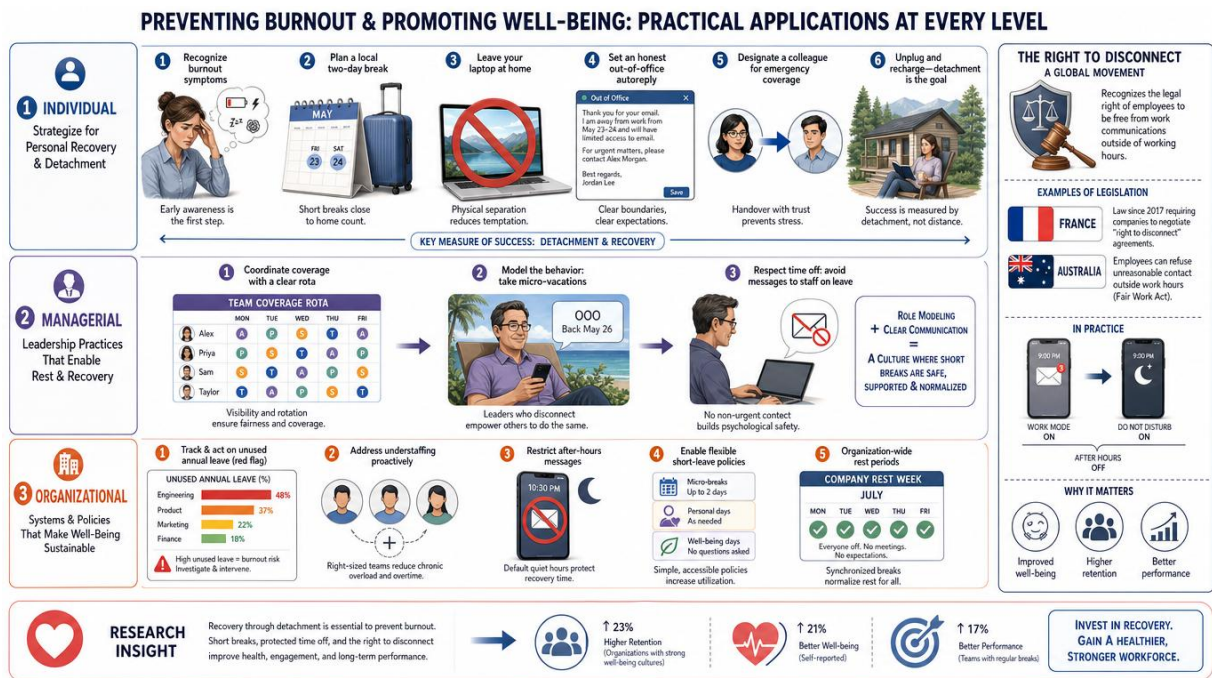 PREVENTING BURNOUT & PROMOTING WELL-BEING: PRACTICAL APPLICATIONS AT EVERY LEVEL
1 INDIVIDUAL
Strategize for
Personal Recovery
& Detachment
1 Recognize
burnout
symptoms
Zzz
Early awareness is
the first step.
2 Plan a local
two-day break
MAY
FRI SAT
23 24
Short breaks close
to home count.
3 Leave your
laptop at home
Physical separation
reduces temptation.
4 Set an honest
out-of-office
autoreply
Out of Office X
Thank you for your email.
I am away from work from
May 23–24 and will have
limited access to email.
For urgent matters, please
contact Alex Morgan.
Best regards,
Jordan Lee
Save
Clear boundaries,
clear expectations.
5 Designate a colleague
for emergency
coverage
Handover with trust
prevents stress.
6 Unplug and
recharge—detachment
is the goal
Success is measured by
detachment, not distance.
KEY MEASURE OF SUCCESS: DETACHMENT & RECOVERY
2 MANAGERIAL
Leadership Practices
That Enable
Rest & Recovery
1 Coordinate coverage
with a clear rota
TEAM COVERAGE ROTA
MON TUE WED THU FRI
Alex A P S T A
Priya P S T A P
Sam S T A P S
Taylor T A P S T
Visibility and rotation
ensure fairness and coverage.
2 Model the behavior:
take micro-vacations
OOO
Back May 26
Leaders who disconnect
empower others to do the same.
3 Respect time off: avoid
messages to staff on leave
No non-urgent contact
builds psychological safety.
ROLE MODELING
+ CLEAR COMMUNICATION
=
A CULTURE WHERE SHORT
BREAKS ARE SAFE,
SUPPORTED & NORMALIZED
3 ORGANIZATIONAL
Systems & Policies
That Make Well-Being
Sustainable
1 Track & act on unused
annual leave (red flag)
UNUSED ANNUAL LEAVE (%)
Engineering 48%
Product 37%
Marketing 22%
Finance 18%
High unused leave = burnout risk
Investigate & intervene.
2 Address understaffing
proactively
+
Right-sized teams reduce chronic
overload and overtime.
3 Restrict after-hours
messages
10:30 PM
Default quiet hours protect
recovery time.
4 Enable flexible
short-leave policies
Micro-breaks
Up to 2 days
Personal days
As needed
Well-being days
No questions asked
Simple, accessible policies
increase utilization.
5 Organization-wide
rest periods
COMPANY REST WEEK
JULY
MON TUE WED THU FRI
Everyone off. No meetings.
No expectations.
Synchronized breaks
normalize rest for all.
THE RIGHT TO DISCONNECT
A GLOBAL MOVEMENT
Recognizes the legal
right of employees to
be free from work
communications
outside of working
hours.
EXAMPLES OF LEGISLATION
FRANCE
Law since 2017 requiring
companies to negotiate
"right to disconnect"
agreements.
AUSTRALIA
Employees can refuse
unreasonable contact
outside work hours
(Fair Work Act).
IN PRACTICE
9:00 PM 9:00 PM
3
WORK MODE DO NOT DISTURB
ON ON
AFTER HOURS
OFF
WHY IT MATTERS
Improved
well-being
Higher
retention
Better
performance
RESEARCH
INSIGHT
Recovery through detachment is essential to prevent burnout.
Short breaks, protected time off, and the right to disconnect
improve health, engagement, and long-term performance.
↑ 23%
Higher Retention
(Organizations with strong
well-being cultures)
↑ 21%
Better Well-being
(Self-reported)
↑ 17%
Better Performance
(Teams with regular breaks)
INVEST IN RECOVERY.
GAIN A HEALTHIER,
STRONGER WORKFORCE.